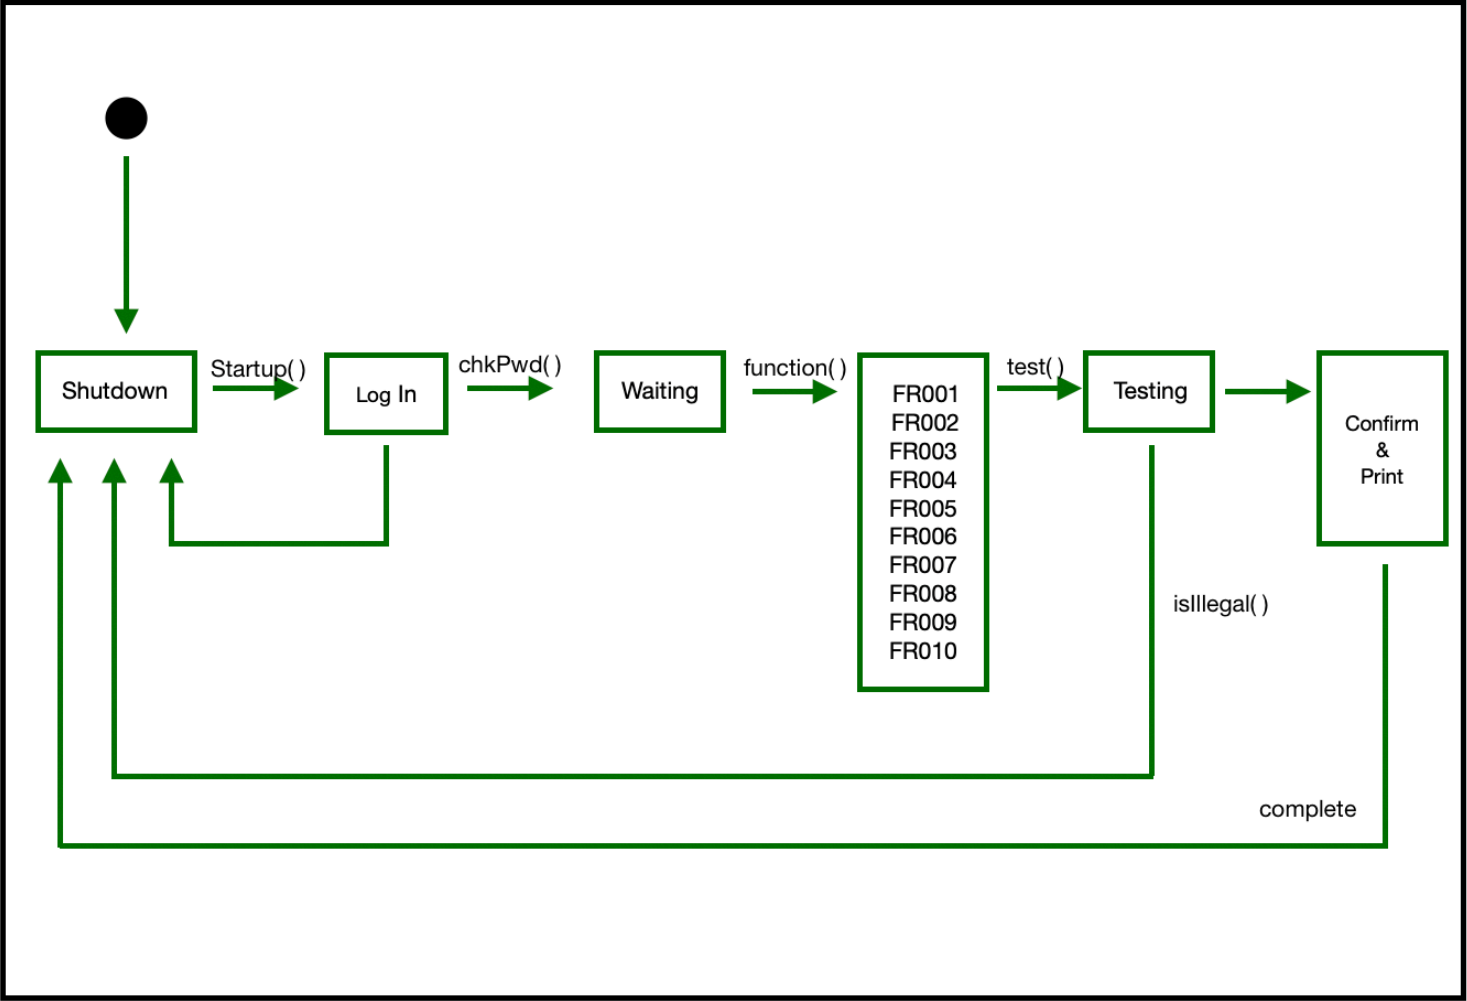 Shutdown
Startup( )
Log In
chkPwd( )
Waiting
function( )
FR001
FR002
FR003
FR004
FR005
FR006
FR007
FR008
FR009
FR010
test( )
Testing
Confirm
&
Print
isIllegal( )
complete